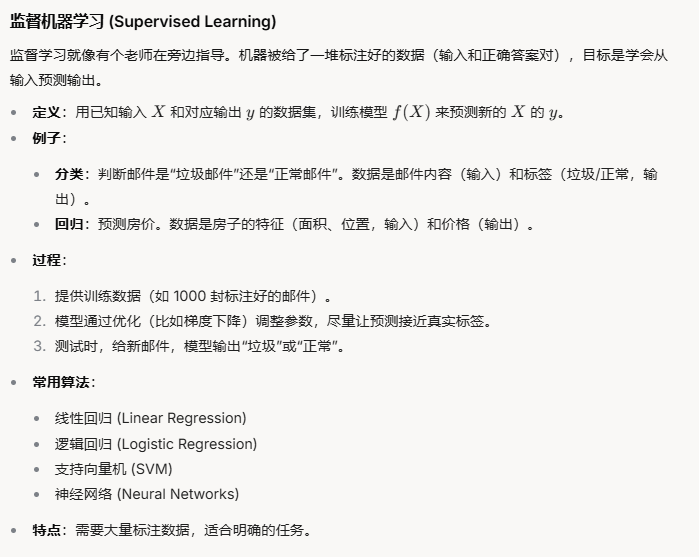 监督机器学习 (Supervised Learning)
监督学习就像有个老师在旁边指导。机器被给了一堆标注好的数据（输入和正确答案对），目标是学会从
输入预测输出。
• 定义：用已知输入 X 和对应输出 y 的数据集，训练模型 f(X) 来预测新的 X 的 y。
• 例子：
• 分类：判断邮件是“垃圾邮件”还是“正常邮件”。数据是邮件内容（输入）和标签（垃圾/正常，输
出）。
• 回归：预测房价。数据是房子的特征（面积、位置，输入）和价格（输出）。
• 过程：
1. 提供训练数据（如 1000 封标注好的邮件）。
2. 模型通过优化（比如梯度下降）调整参数，尽量让预测接近真实标签。
3. 测试时，给新邮件，模型输出“垃圾”或“正常”。
• 常用算法：
• 线性回归 (Linear Regression)
• 逻辑回归 (Logistic Regression)
• 支持向量机 (SVM)
• 神经网络 (Neural Networks)
• 特点：需要大量标注数据，适合明确的任务。